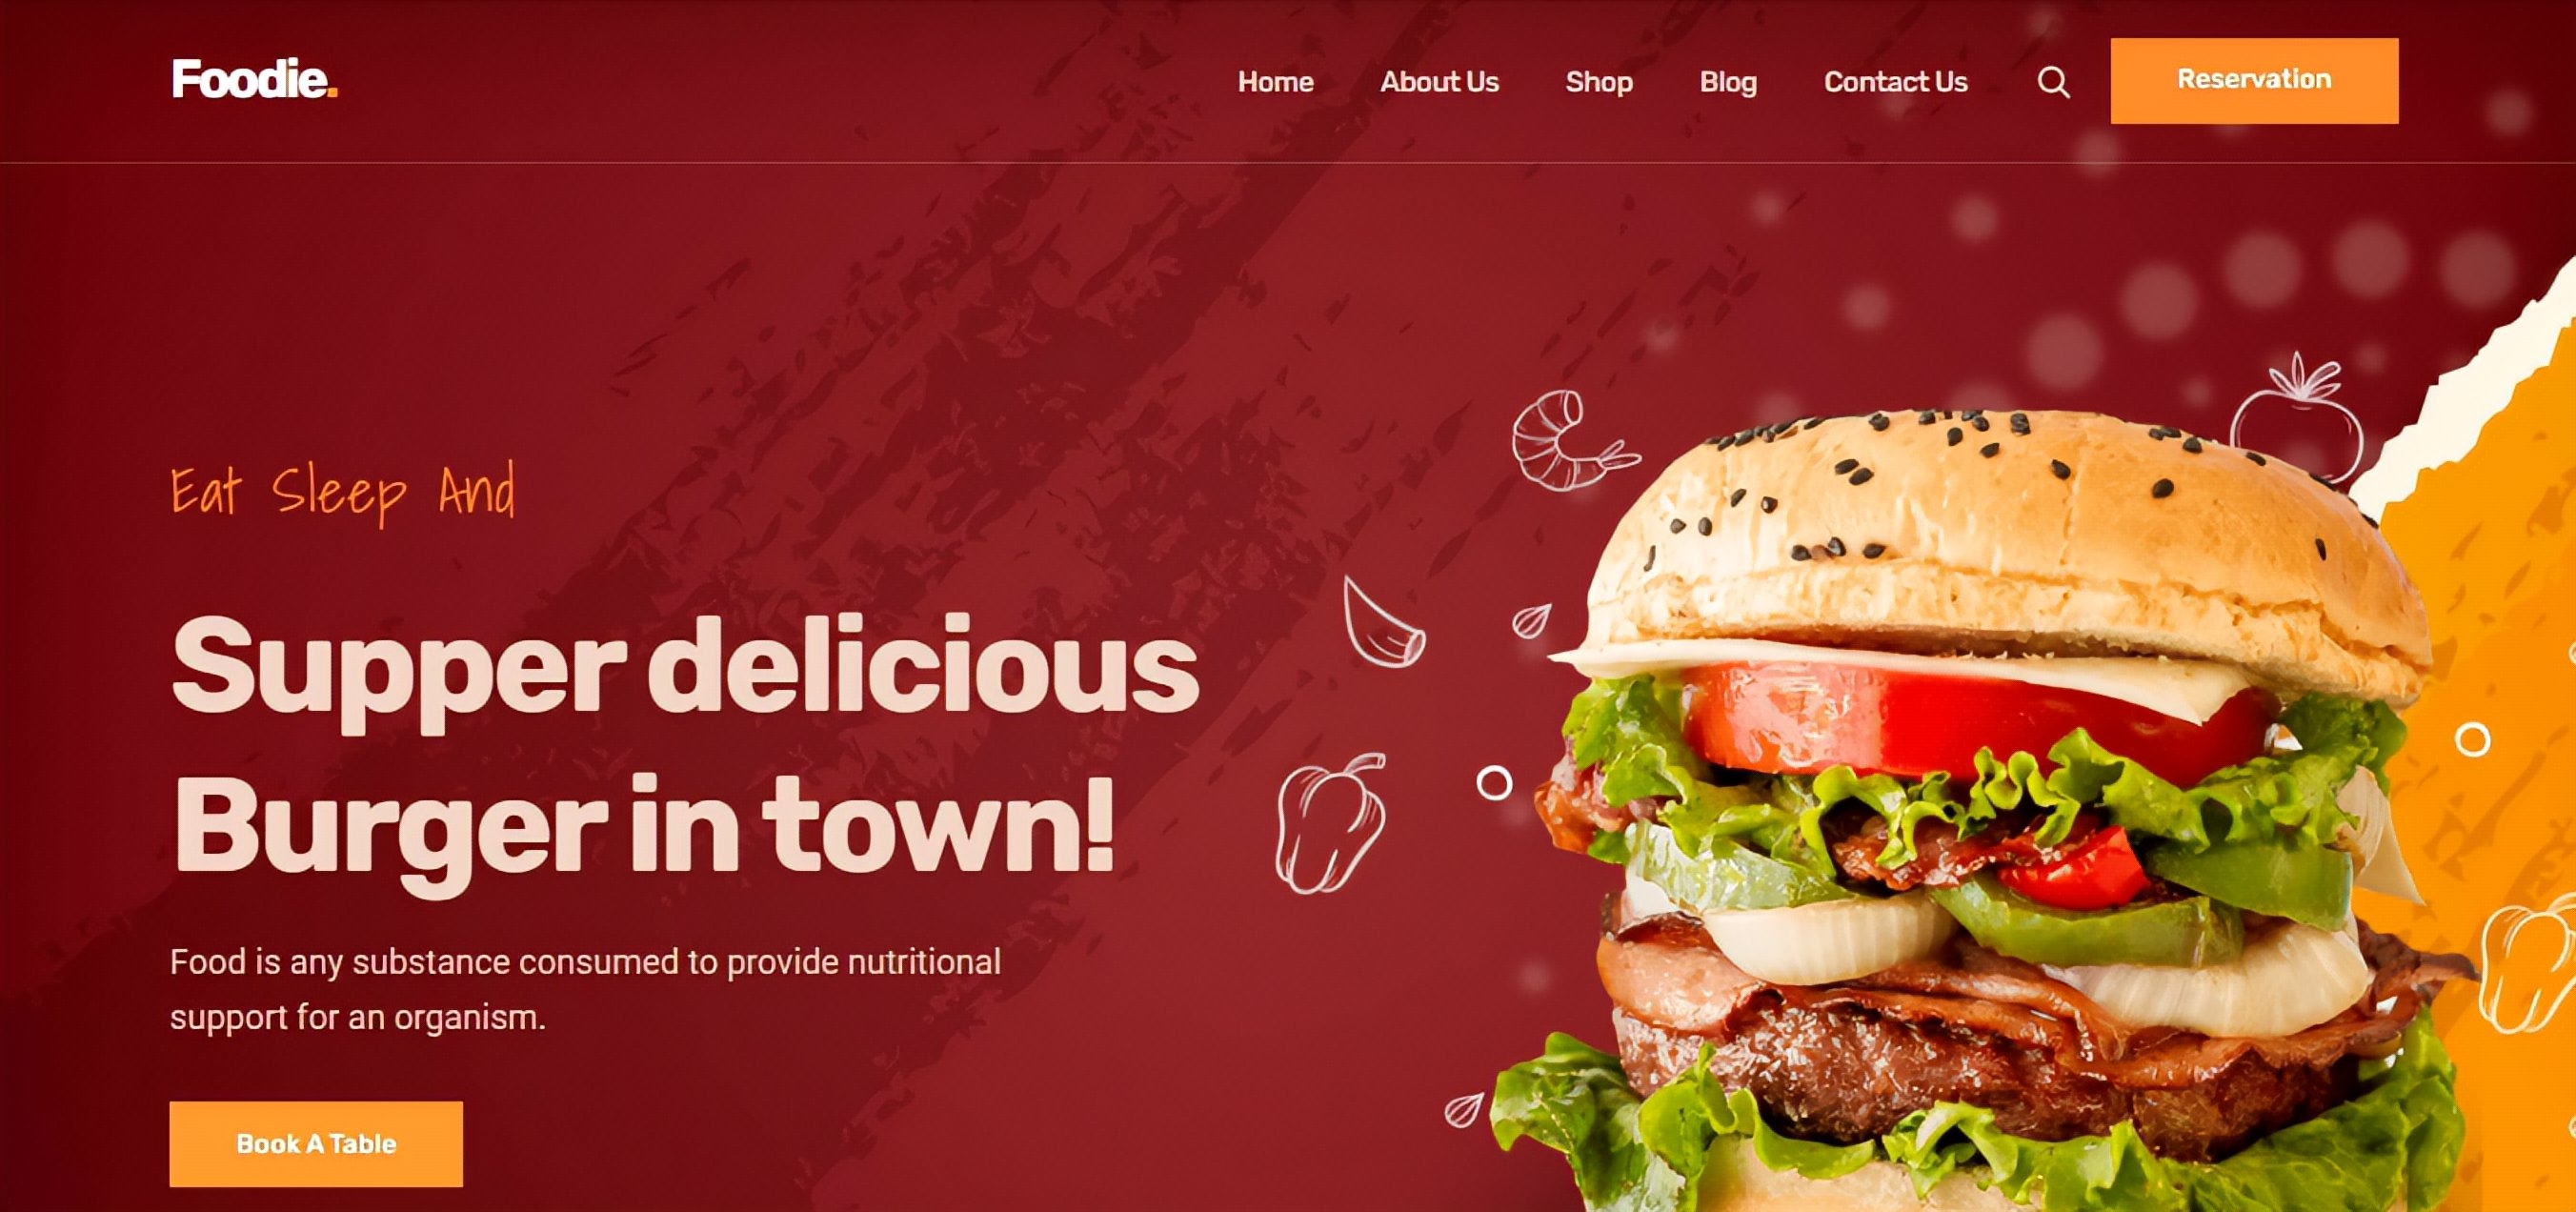 Foodie.
Home About Us Shop Blog Contact Us Reservation
Eat Sleep And
Supper delicious
Burger in town!
Food is any substance consumed to provide nutritional
support for an organism.
Book A Table